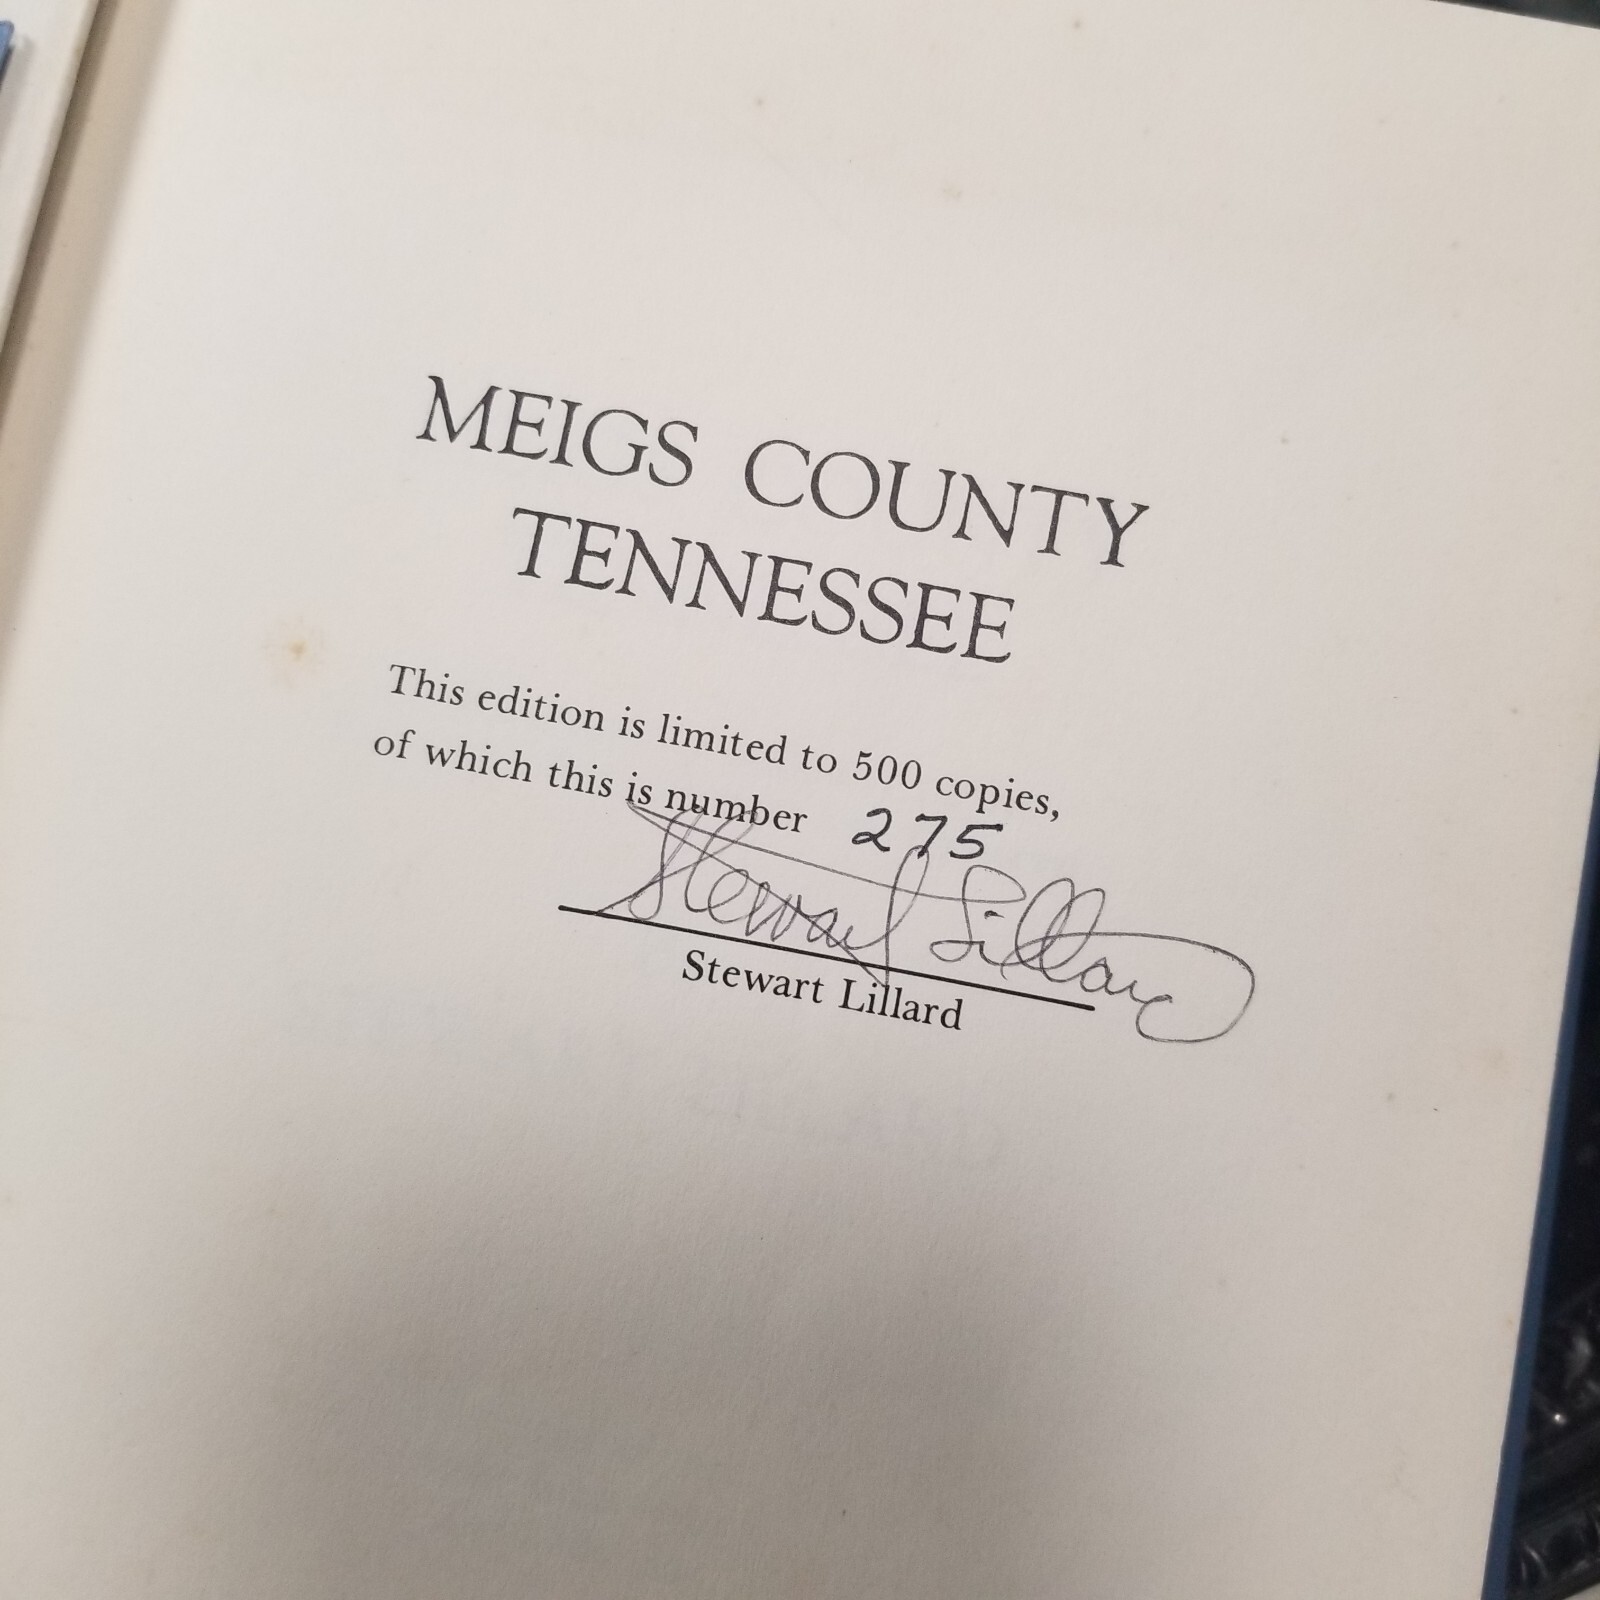 MEIGS COUNTY
TENNESSEE
This edition is limited to 500 copies,
of which this is number 275
Stewart Lillard
Stewart Lillard